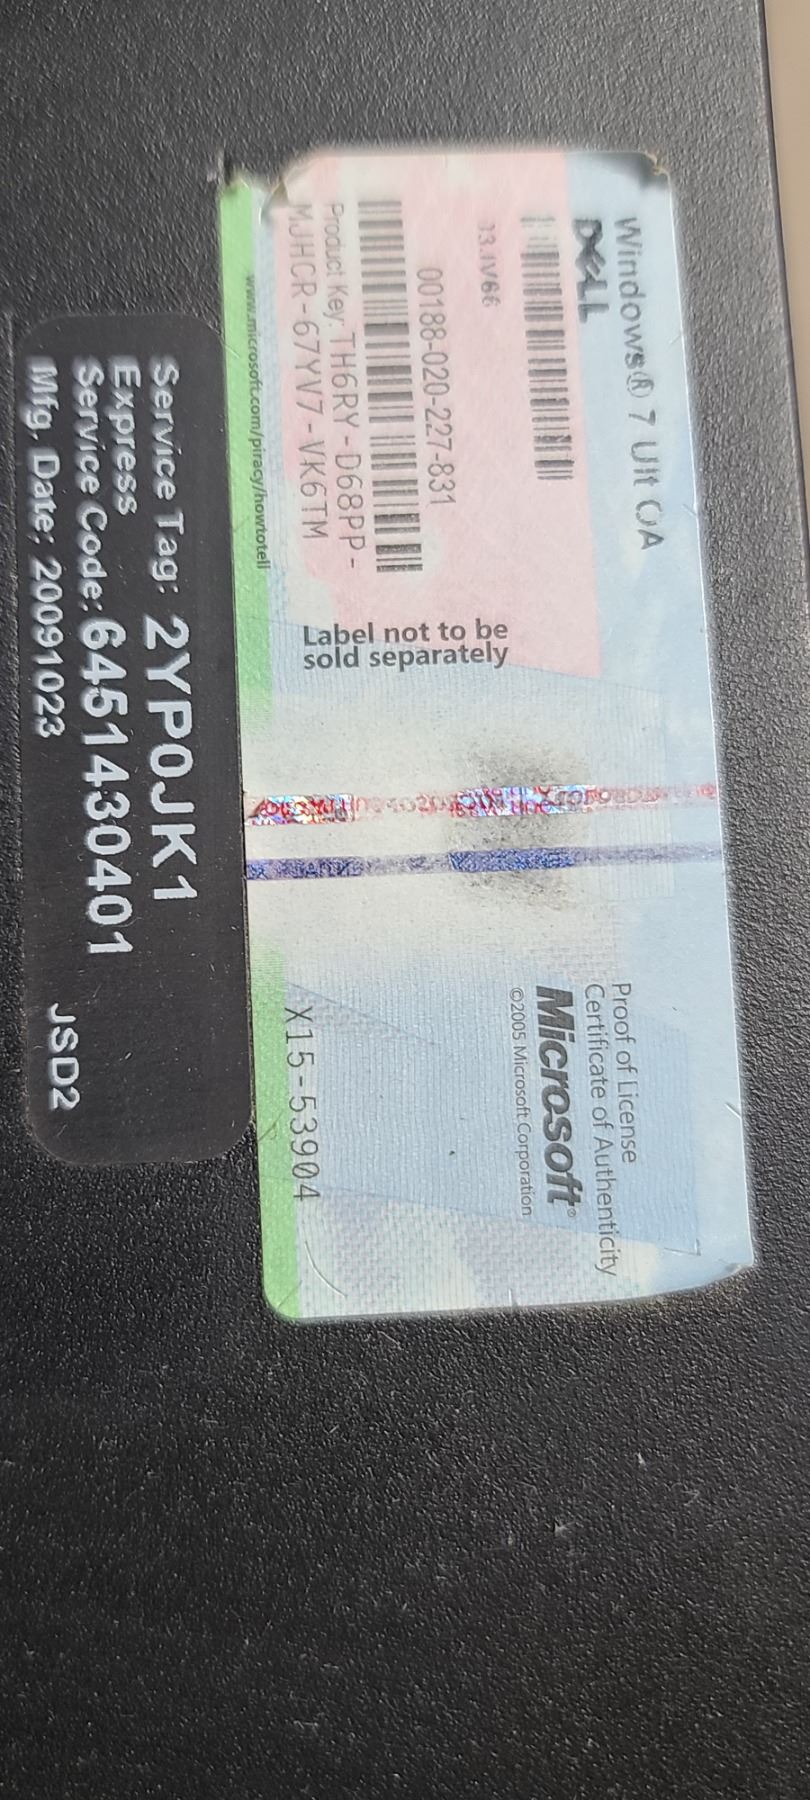 Windows® 7 Ult OA
DELL
00188-020-227-831
Product Key: TH6RY-D68PP-
MJHCR-67YV7-VK6TM
www.microsoft.com/piracy/howtotell
Label not to be
sold separately
Proof of License
Certificate of Authenticity
Microsoft®
©2005 Microsoft Corporation
X15-53904
Service Tag: 2YP0JK1
Express
Service Code: 6451430401
Mfg. Date: 20091023 JSD2